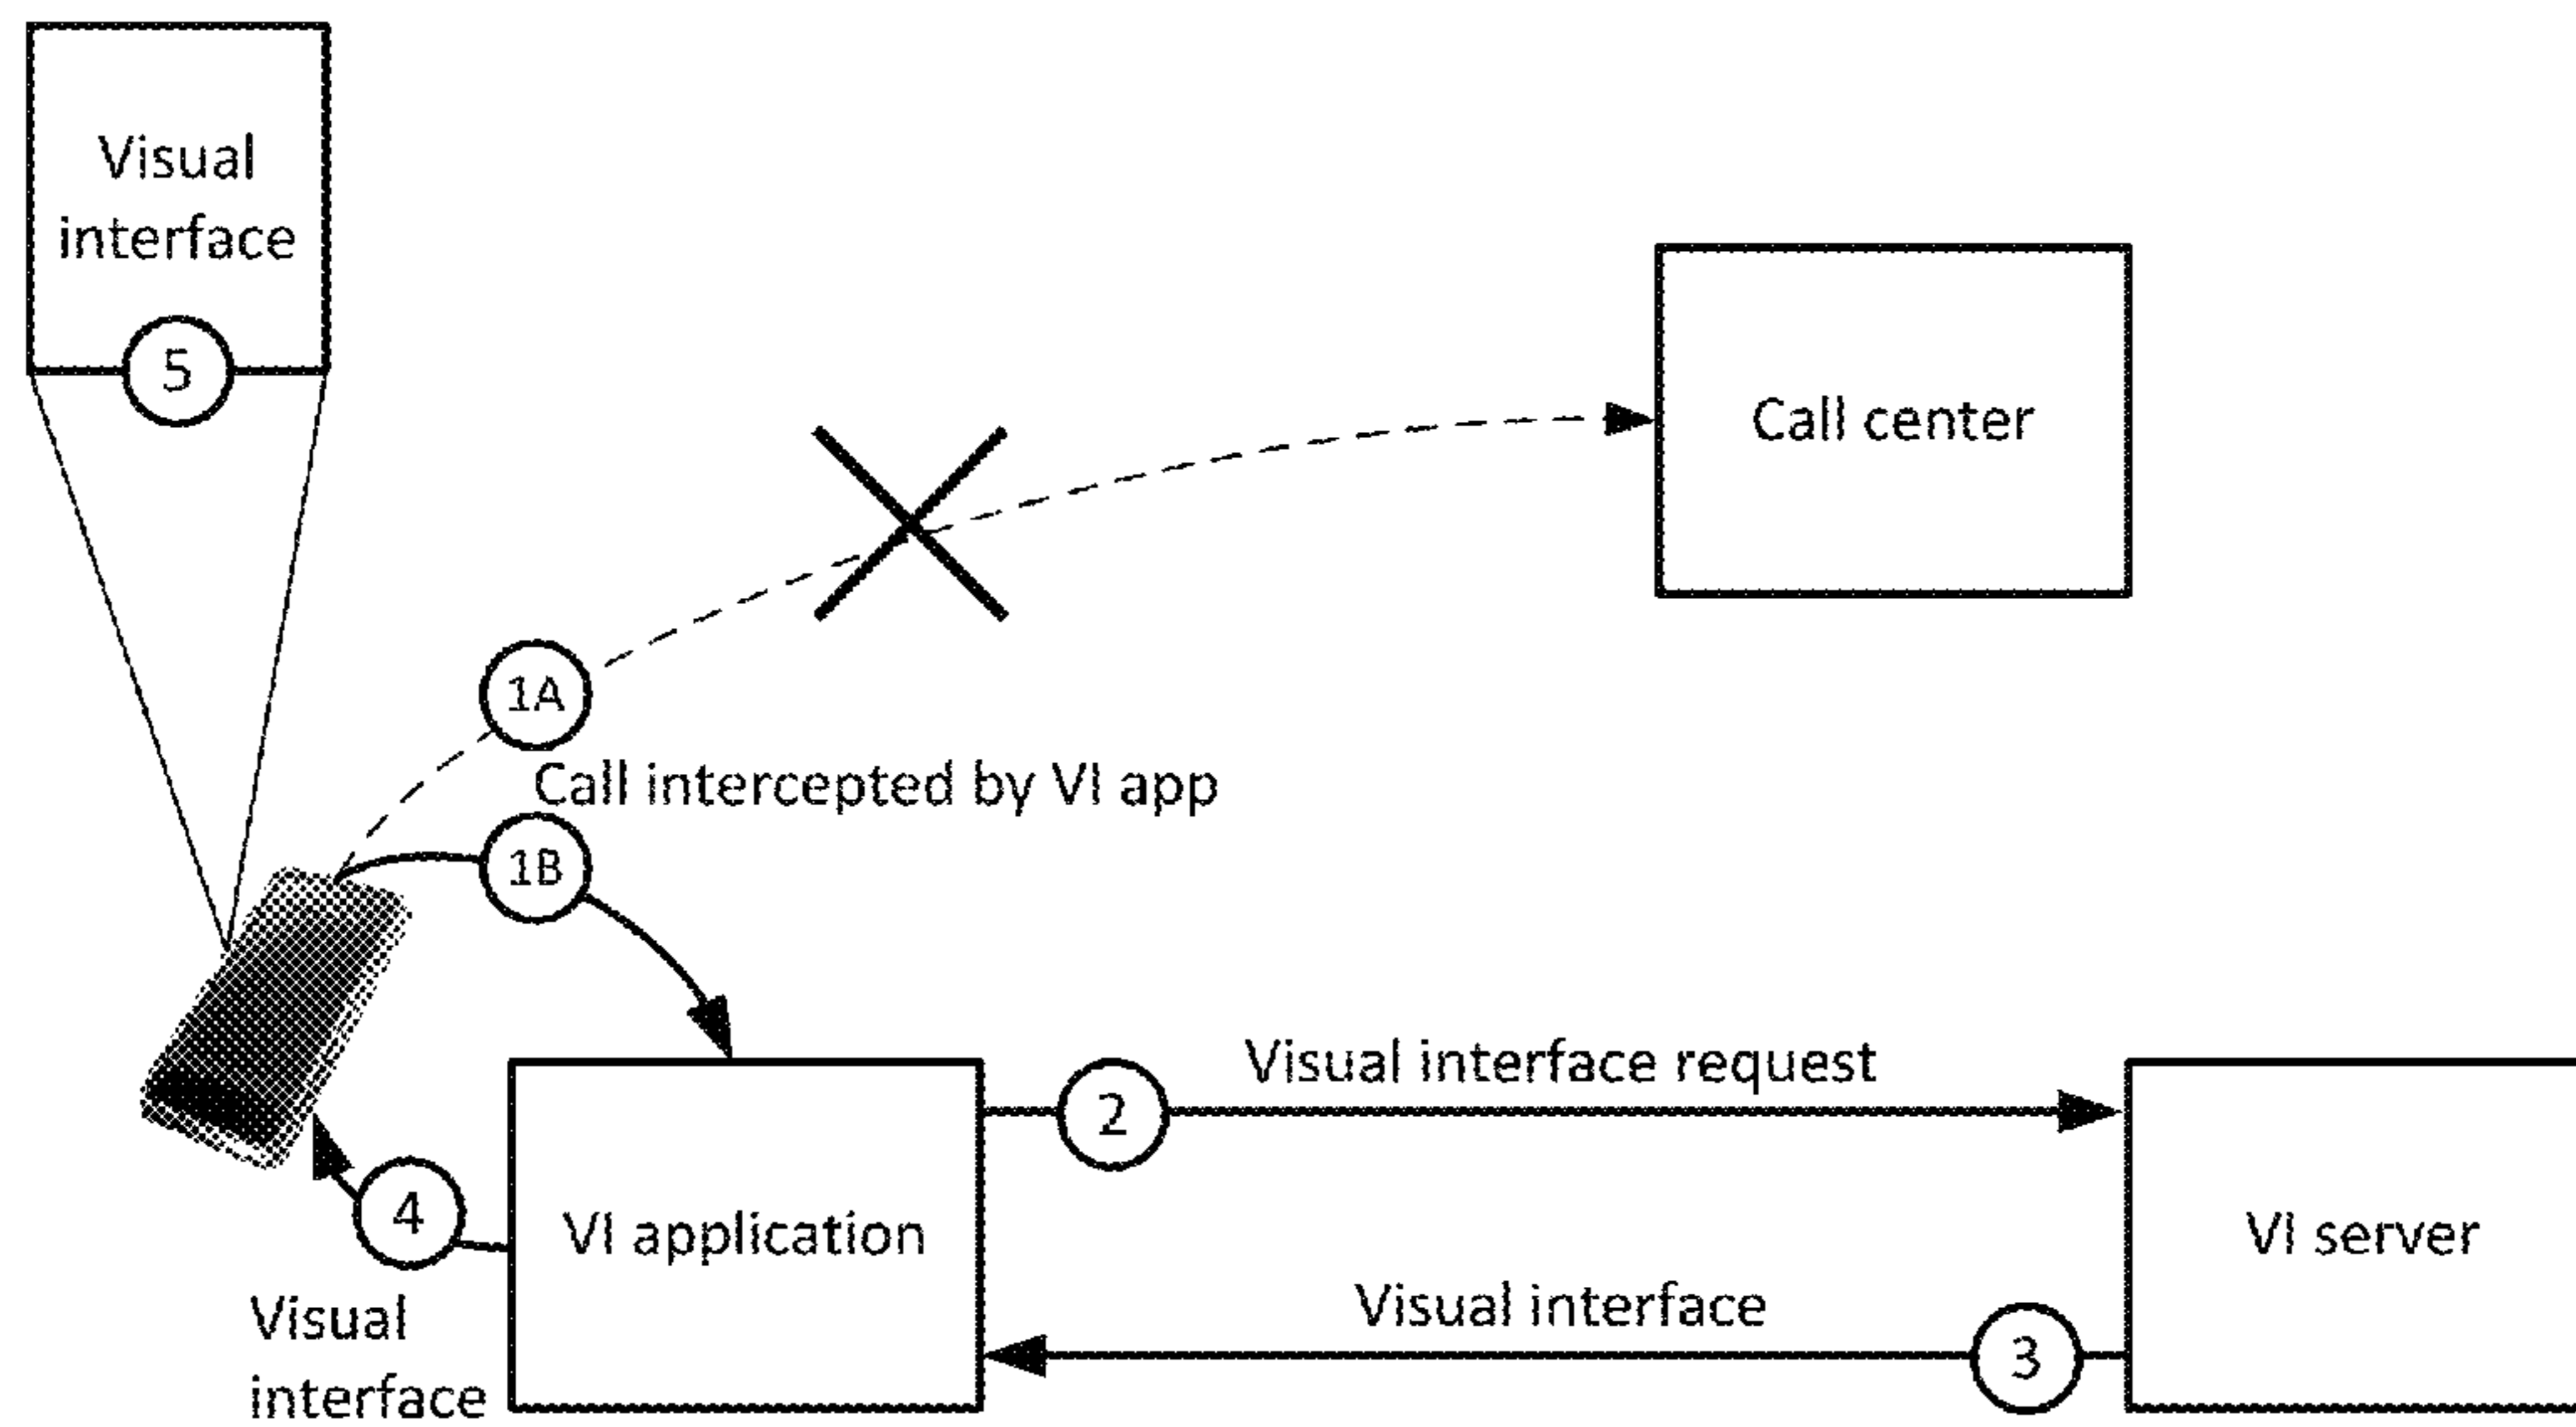 Visual
interface
5
Call center
1A
Call intercepted by VI app
1B
Visual interface request
2
VI application
VI server
4
Visual interface
3
Visual
interface